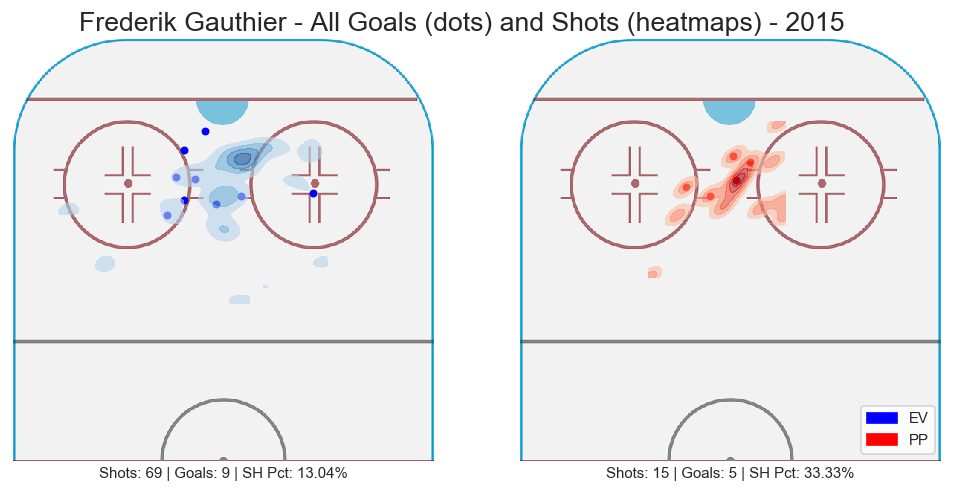 Frederik Gauthier - All Goals (dots) and Shots (heatmaps) - 2015
EV
PP
Shots: 69 | Goals: 9 | SH Pct: 13.04%
Shots: 15 | Goals: 5 | SH Pct: 33.33%